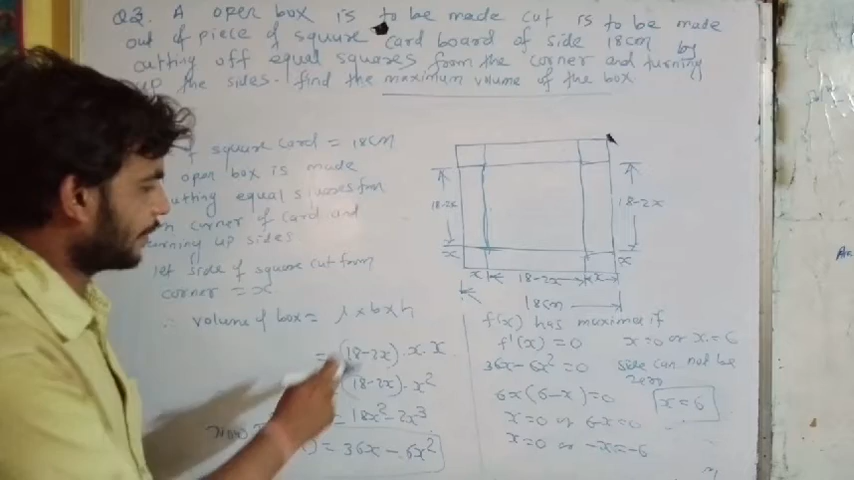 Q2. A open box is to be made cut is to be made
out of piece of square card board of side 18cm by
cutting off equal squares from the corner and turning
up the sides. find the maximum volume of the box
f square card = 18cm
open box is made
utting equal squares from
corner of card and
urning up sides
let side of square cut from
corner = x
∴ volume of box = l x b x h
= (18-2x).x.x
(18-2x).x²
= 18x²-2x³
Now
) = 36x - 6x²
18-2x
18-2x
x
x
x
18-2x
x
18cm
f(x) has maxima if
f'(x) = 0
x=0 or x=6
36x-6x²=0
side can not be
zero
6x(6-x)=0
x=6
x=0 or 6-x=0
x=0 or -x=-6